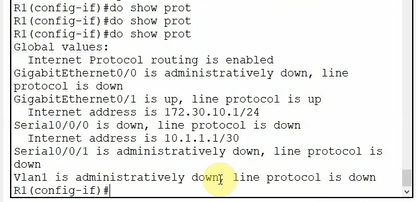 R1(config-if)#do show prot
R1(config-if)#do show prot
R1(config-if)#do show prot
Global values:
  Internet Protocol routing is enabled
GigabitEthernet0/0 is administratively down, line
protocol is down
GigabitEthernet0/1 is up, line protocol is up
  Internet address is 172.30.10.1/24
Serial0/0/0 is down, line protocol is down
  Internet address is 10.1.1.1/30
Serial0/0/1 is administratively down, line protocol is
down
Vlan1 is administratively down, line protocol is down
R1(config-if)#